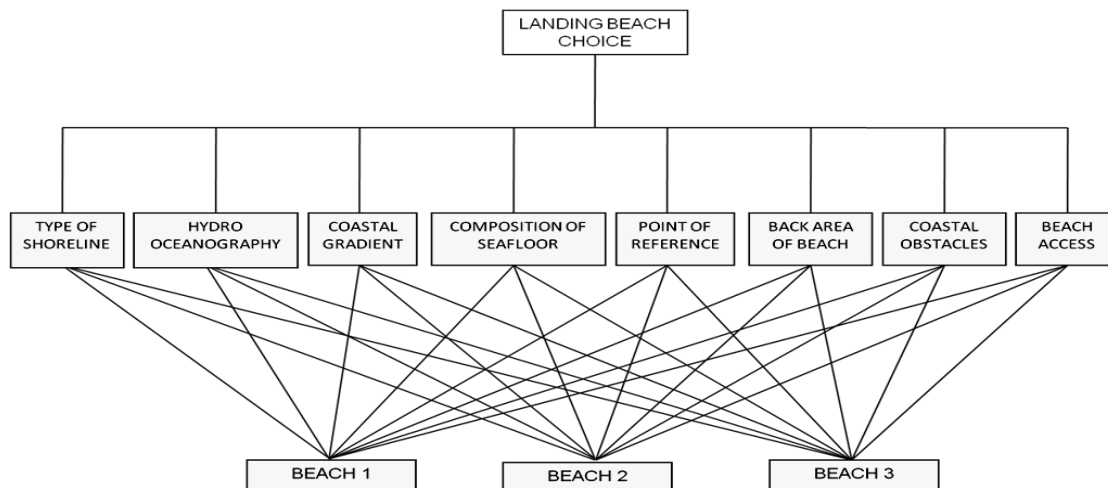 LANDING BEACH
CHOICE
TYPE OF
SHORELINE
HYDRO
OCEANOGRAPHY
COASTAL
GRADIENT
COMPOSITION OF
SEAFLOOR
POINT OF
REFERENCE
BACK AREA
OF BEACH
COASTAL
OBSTACLES
BEACH
ACCESS
BEACH 1
BEACH 2
BEACH 3